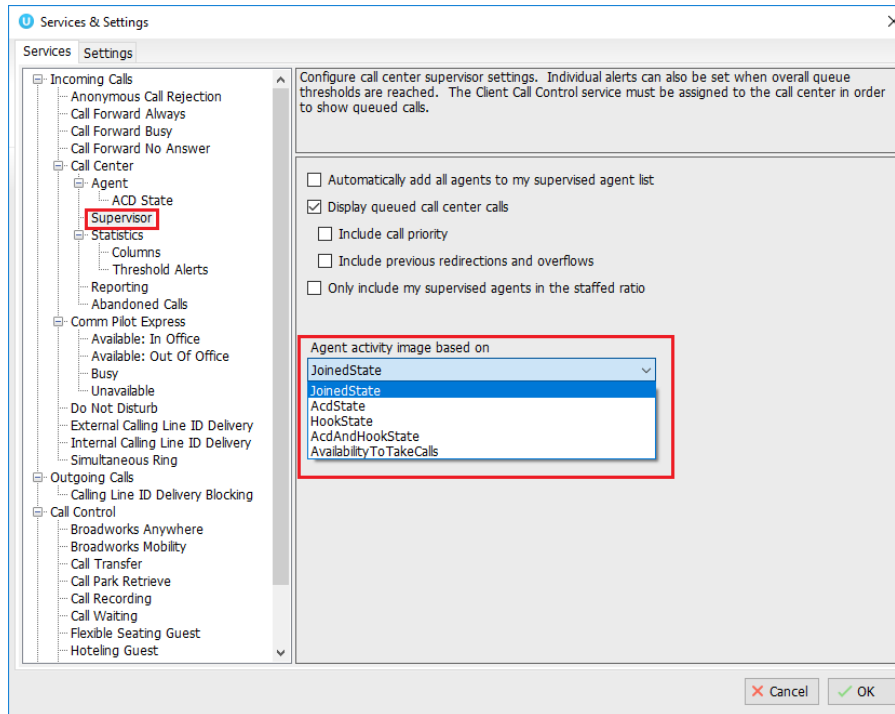 Services & Settings
Services Settings
Incoming Calls
Anonymous Call Rejection
Call Forward Always
Call Forward Busy
Call Forward No Answer
Call Center
Agent
ACD State
Supervisor
Statistics
Columns
Threshold Alerts
Reporting
Abandoned Calls
Comm Pilot Express
Available: In Office
Available: Out Of Office
Busy
Unavailable
Do Not Disturb
External Calling Line ID Delivery
Internal Calling Line ID Delivery
Simultaneous Ring
Outgoing Calls
Calling Line ID Delivery Blocking
Call Control
Broadworks Anywhere
Broadworks Mobility
Call Transfer
Call Park Retrieve
Call Recording
Call Waiting
Flexible Seating Guest
Hoteling Guest
Configure call center supervisor settings. Individual alerts can also be set when overall queue
thresholds are reached. The Client Call Control service must be assigned to the call center in order
to show queued calls.
Automatically add all agents to my supervised agent list
Display queued call center calls
Include call priority
Include previous redirections and overflows
Only include my supervised agents in the staffed ratio
Agent activity image based on
JoinedState
JoinedState
AcdState
HookState
AcdAndHookState
AvailabilityToTakeCalls
Cancel OK